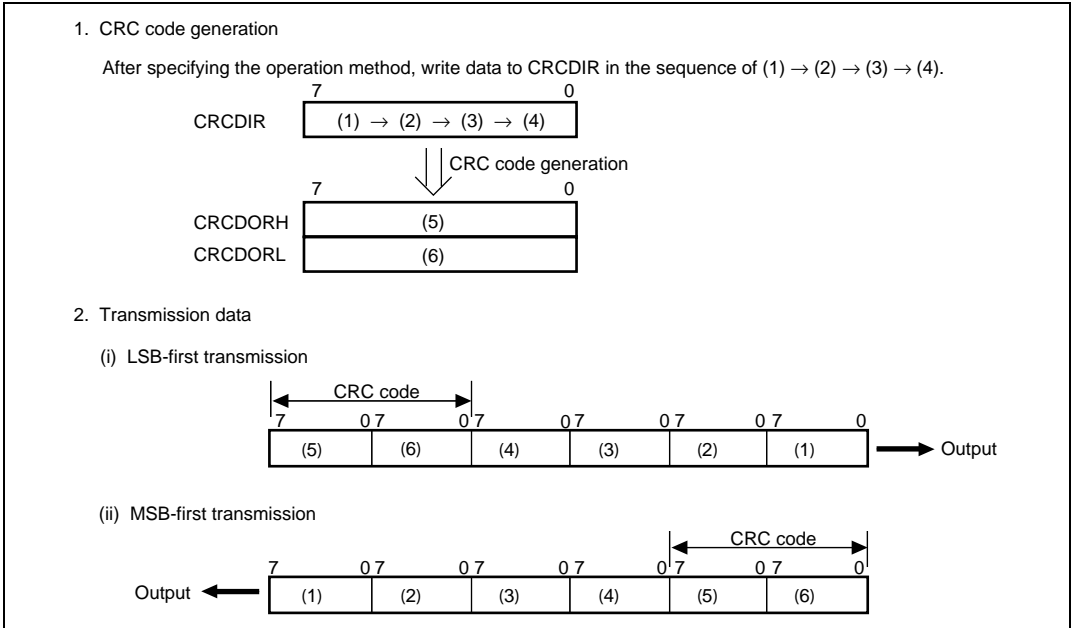 1. CRC code generation
After specifying the operation method, write data to CRCDIR in the sequence of (1) → (2) → (3) → (4).
7 0
CRCDIR (1) → (2) → (3) → (4)
CRC code generation
7 0
CRCDORH (5)
CRCDORL (6)
2. Transmission data
(i) LSB-first transmission
CRC code
7 0 7 0 7 0 7 0 7 0 7 0
(5) (6) (4) (3) (2) (1) Output
(ii) MSB-first transmission
CRC code
7 0 7 0 7 0 7 0 7 0 7 0
Output (1) (2) (3) (4) (5) (6)